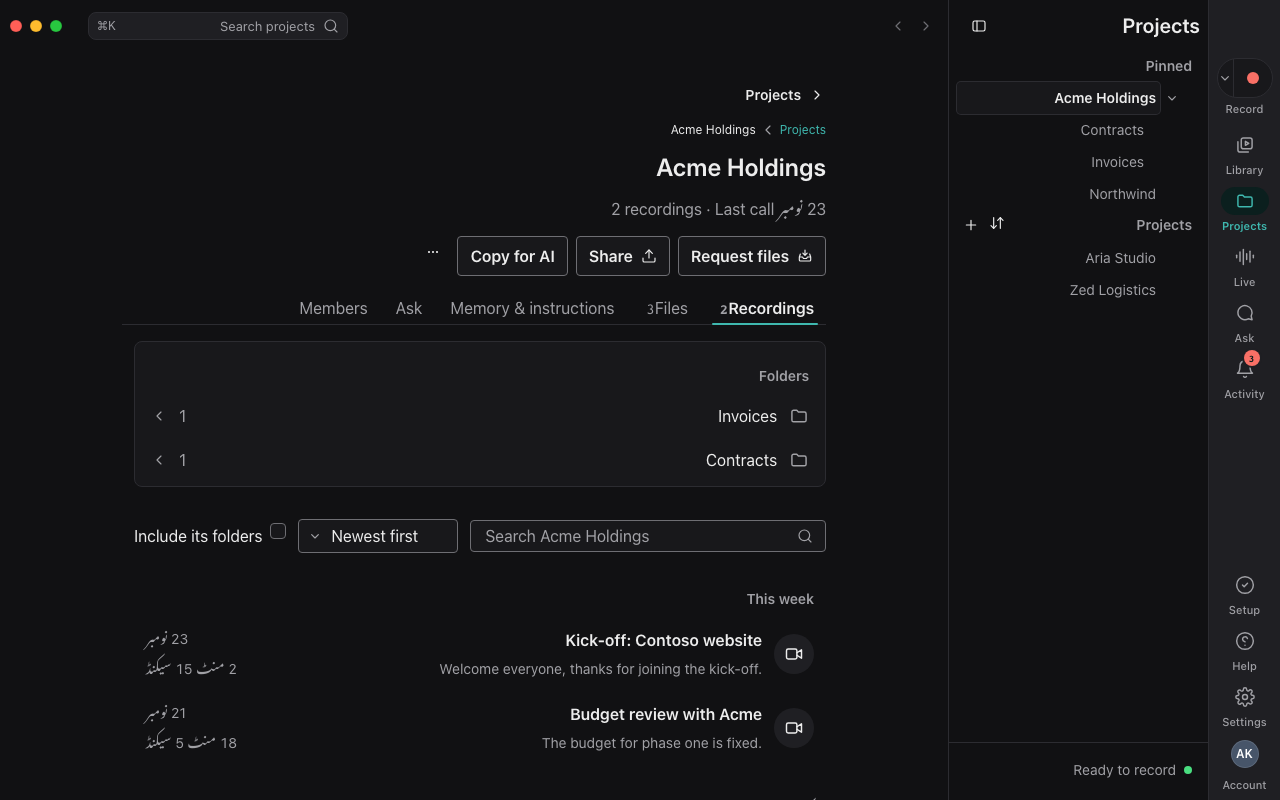 Projects
Pinned
Acme Holdings
Contracts
Invoices
Northwind
Projects
Aria Studio
Zed Logistics
Ready to record
Record
Library
Projects
Live
Ask
3
Activity
Setup
Help
Settings
AK
Account
Search projects
⌘K
Projects
Projects
Acme Holdings
Acme Holdings
2 recordings · Last call 23 نومبر
Request files
Share
Copy for AI
...
2 Recordings
3 Files
Memory & instructions
Ask
Members
Folders
Invoices 1
Contracts 1
Search Acme Holdings
Newest first
Include its folders
This week
Kick-off: Contoso website
Welcome everyone, thanks for joining the kick-off.
23 نومبر
2 منٹ 15 سیکنڈ
Budget review with Acme
The budget for phase one is fixed.
21 نومبر
18 منٹ 5 سیکنڈ